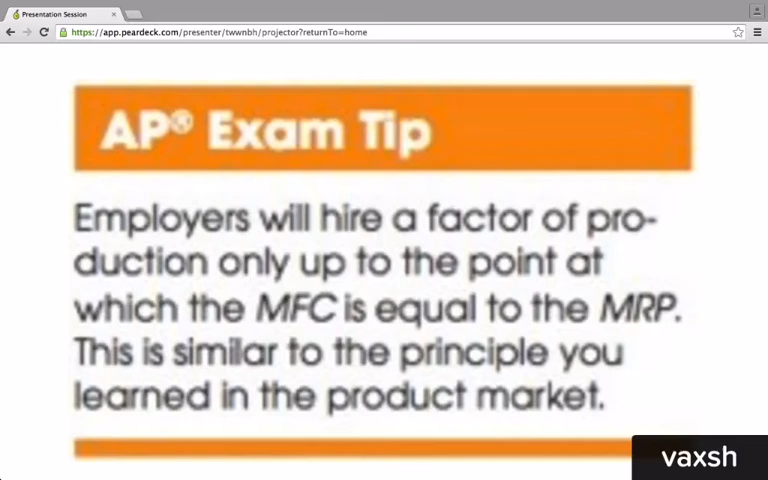 Presentation Session
https://app.peardeck.com/presenter/twwnbh/projector?returnTo=home
AP® Exam Tip
Employers will hire a factor of pro-
duction only up to the point at
which the MFC is equal to the MRP.
This is similar to the principle you
learned in the product market.
vaxsh